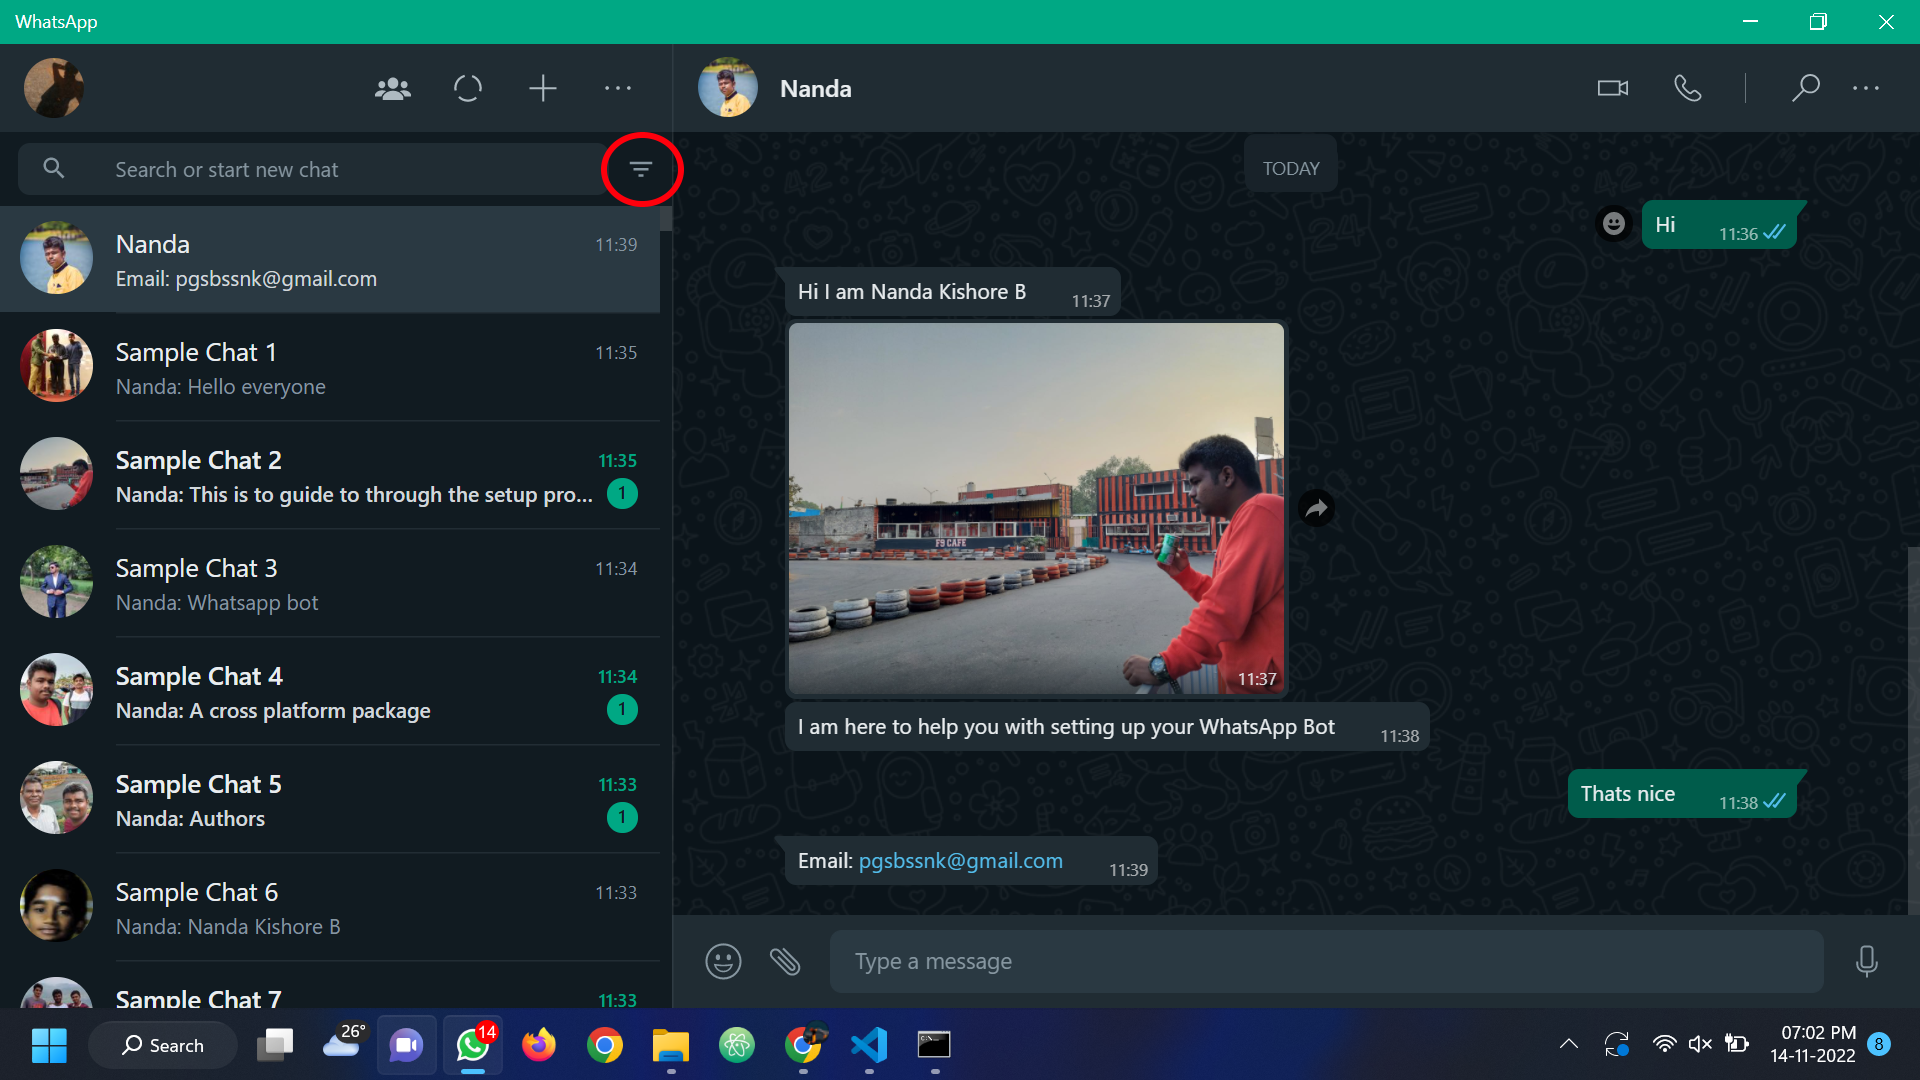 WhatsApp
Nanda
Search or start new chat
Nanda 11:39
Email: pgsbssnk@gmail.com
Sample Chat 1 11:35
Nanda: Hello everyone
Sample Chat 2 11:35
Nanda: This is to guide to through the setup pro... 1
Sample Chat 3 11:34
Nanda: Whatsapp bot
Sample Chat 4 11:34
Nanda: A cross platform package 1
Sample Chat 5 11:33
Nanda: Authors 1
Sample Chat 6 11:33
Nanda: Nanda Kishore B
Sample Chat 7 11:33
TODAY
Hi 11:36
Hi I am Nanda Kishore B 11:37
F9 CAFE
11:37
I am here to help you with setting up your WhatsApp Bot 11:38
Thats nice 11:38
Email: pgsbssnk@gmail.com 11:39
Type a message
Search
26°
14
07:02 PM
14-11-2022
8